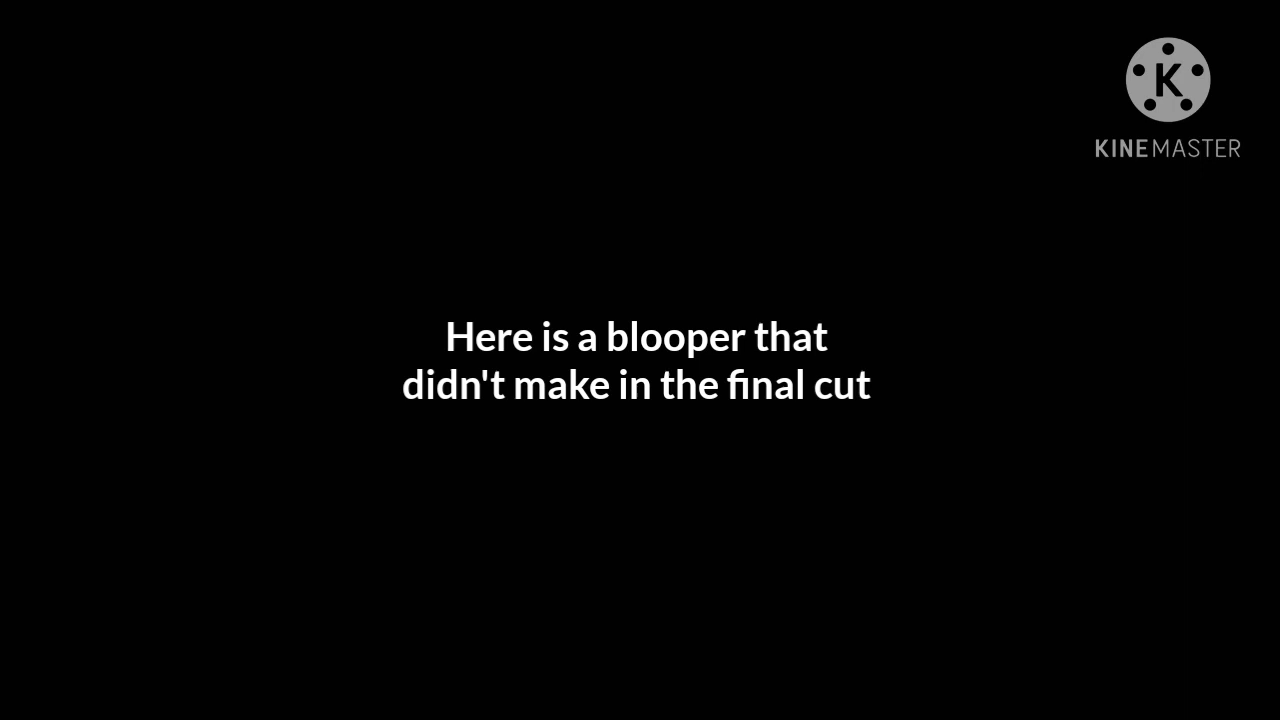 K
KINEMASTER
Here is a blooper that
didn't make in the final cut